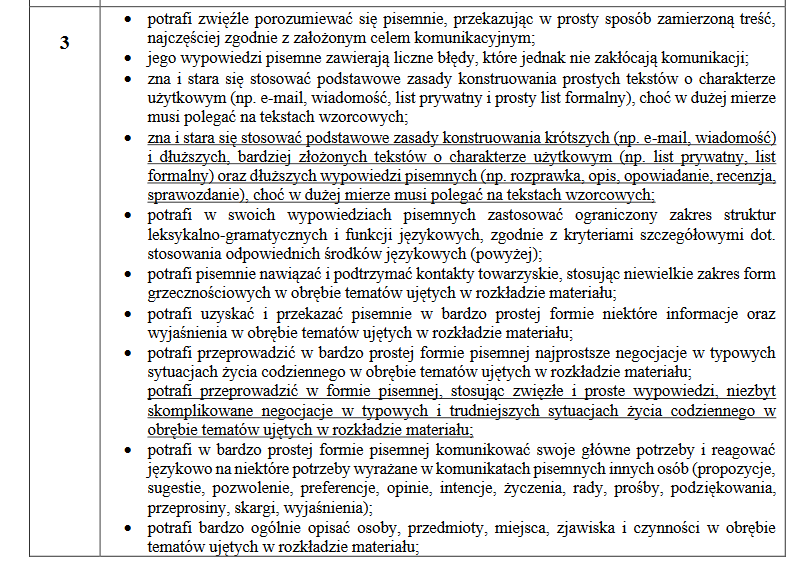 3
• potrafi zwięźle porozumiewać się pisemnie, przekazując w prosty sposób zamierzoną treść,
najczęściej zgodnie z założonym celem komunikacyjnym;
• jego wypowiedzi pisemne zawierają liczne błędy, które jednak nie zakłócają komunikacji;
• zna i stara się stosować podstawowe zasady konstruowania prostych tekstów o charakterze
użytkowym (np. e-mail, wiadomość, list prywatny i prosty list formalny), choć w dużej mierze
musi polegać na tekstach wzorcowych;
• zna i stara się stosować podstawowe zasady konstruowania krótszych (np. e-mail, wiadomość)
i dłuższych, bardziej złożonych tekstów o charakterze użytkowym (np. list prywatny, list
formalny) oraz dłuższych wypowiedzi pisemnych (np. rozprawka, opis, opowiadanie, recenzja,
sprawozdanie), choć w dużej mierze musi polegać na tekstach wzorcowych;
• potrafi w swoich wypowiedziach pisemnych zastosować ograniczony zakres struktur
leksykalno-gramatycznych i funkcji językowych, zgodnie z kryteriami szczegółowymi dot.
stosowania odpowiednich środków językowych (powyżej);
• potrafi pisemnie nawiązać i podtrzymać kontakty towarzyskie, stosując niewielkie zakres form
grzecznościowych w obrębie tematów ujętych w rozkładzie materiału;
• potrafi uzyskać i przekazać pisemnie w bardzo prostej formie niektóre informacje oraz
wyjaśnienia w obrębie tematów ujętych w rozkładzie materiału;
• potrafi przeprowadzić w bardzo prostej formie pisemnej najprostsze negocjacje w typowych
sytuacjach życia codziennego w obrębie tematów ujętych w rozkładzie materiału;
potrafi przeprowadzić w formie pisemnej, stosując zwięzłe i proste wypowiedzi, niezbyt
skomplikowane negocjacje w typowych i trudniejszych sytuacjach życia codziennego w
obrębie tematów ujętych w rozkładzie materiału;
• potrafi w bardzo prostej formie pisemnej komunikować swoje główne potrzeby i reagować
językowo na niektóre potrzeby wyrażane w komunikatach pisemnych innych osób (propozycje,
sugestie, pozwolenie, preferencje, opinie, intencje, życzenia, rady, prośby, podziękowania,
przeprosiny, skargi, wyjaśnienia);
• potrafi bardzo ogólnie opisać osoby, przedmioty, miejsca, zjawiska i czynności w obrębie
tematów ujętych w rozkładzie materiału;